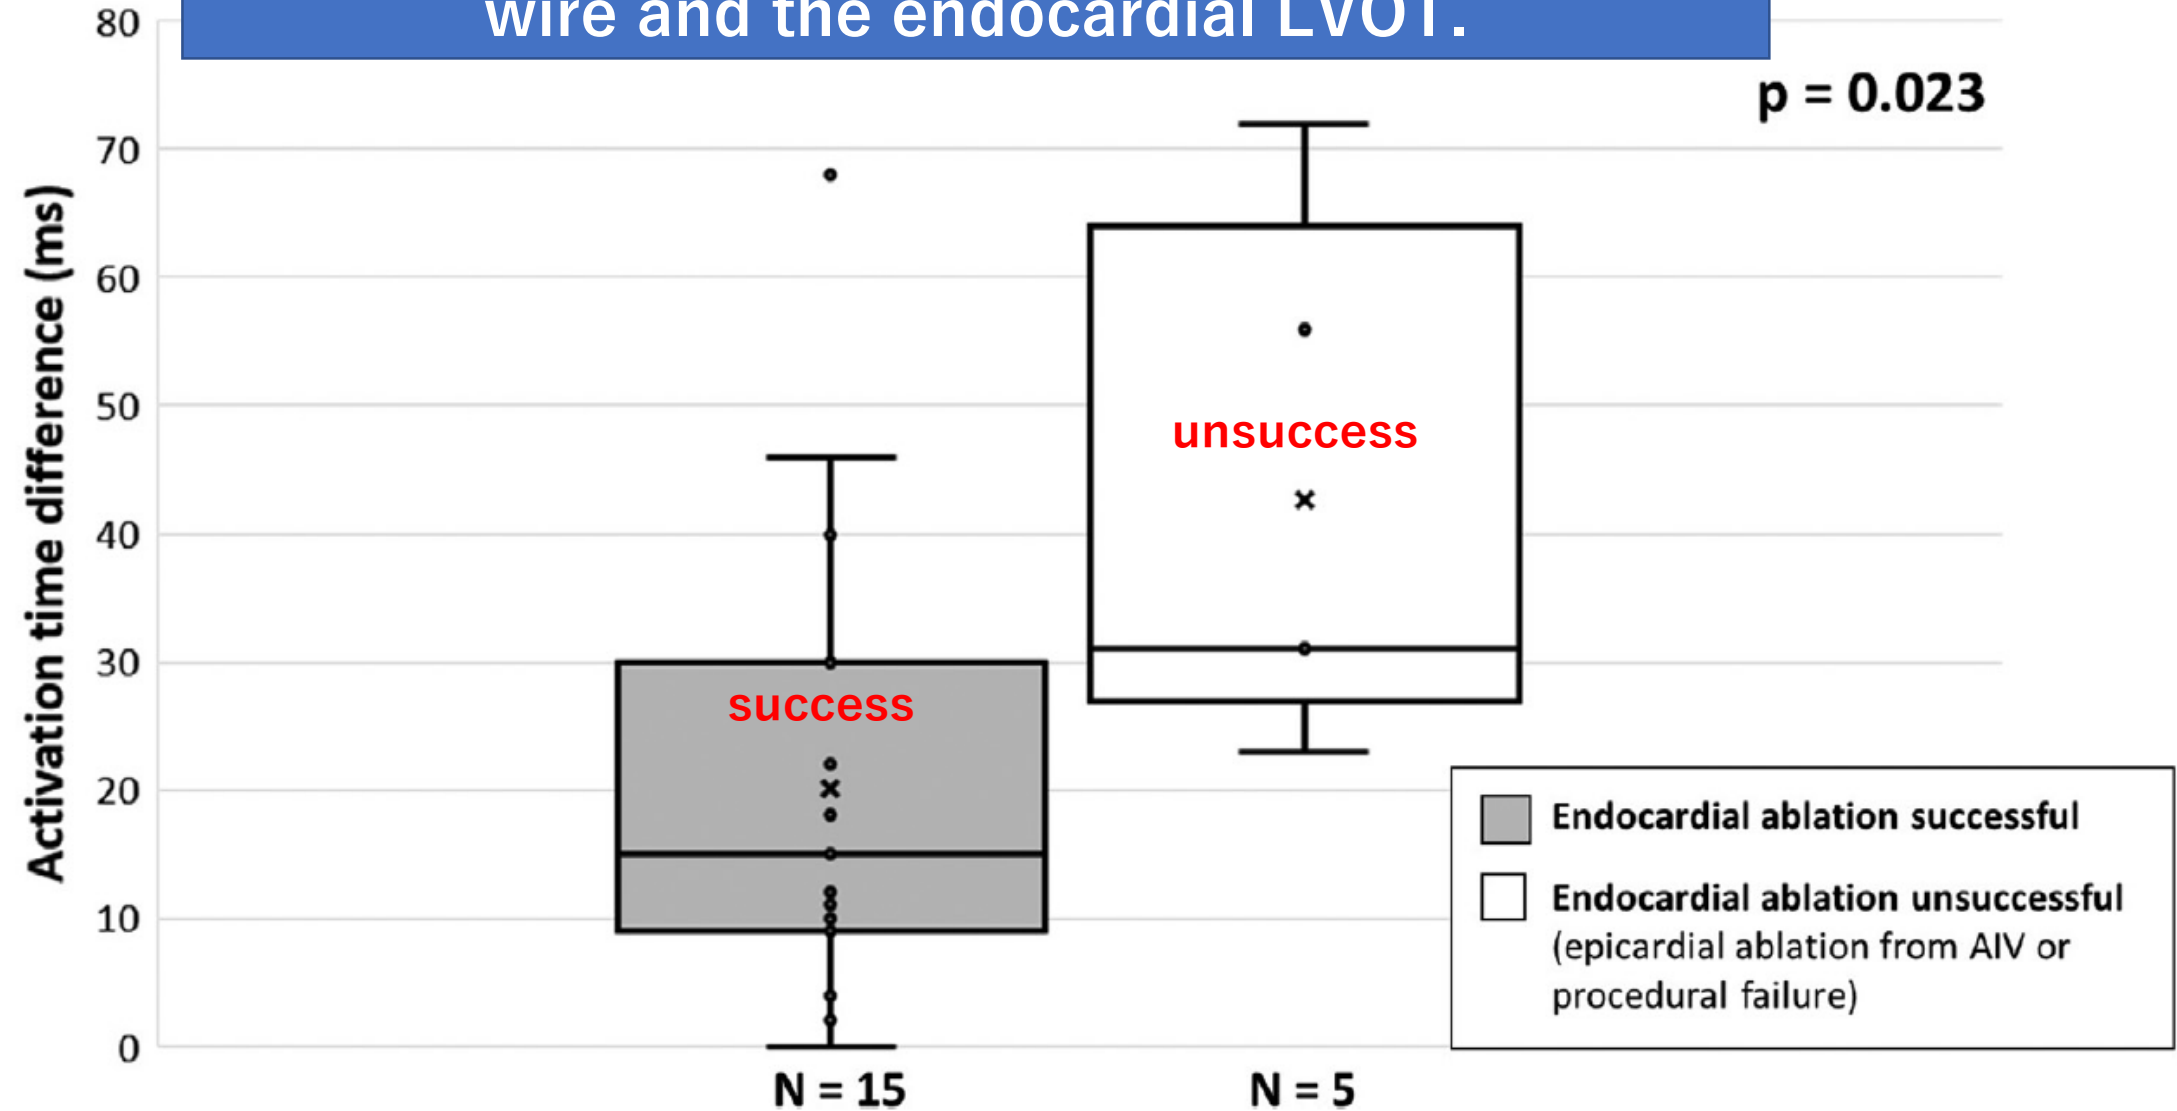 wire and the endocardial LVOT.
p = 0.023
Activation time difference (ms)
80
70
60
50
40
30
20
10
0
unsuccess
success
Endocardial ablation successful
Endocardial ablation unsuccessful
(epicardial ablation from AIV or
procedural failure)
N = 15
N = 5